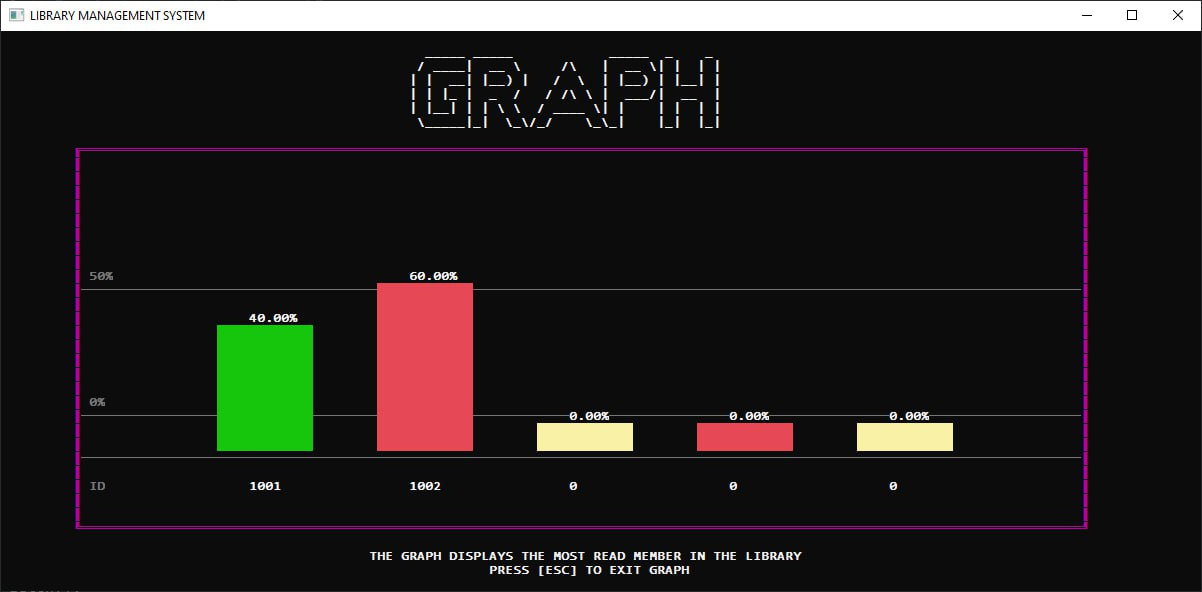 LIBRARY MANAGEMENT SYSTEM
GRAPH
50%
60.00%
40.00%
0%
0.00% 0.00% 0.00%
ID 1001 1002 0 0 0
THE GRAPH DISPLAYS THE MOST READ MEMBER IN THE LIBRARY
PRESS [ESC] TO EXIT GRAPH